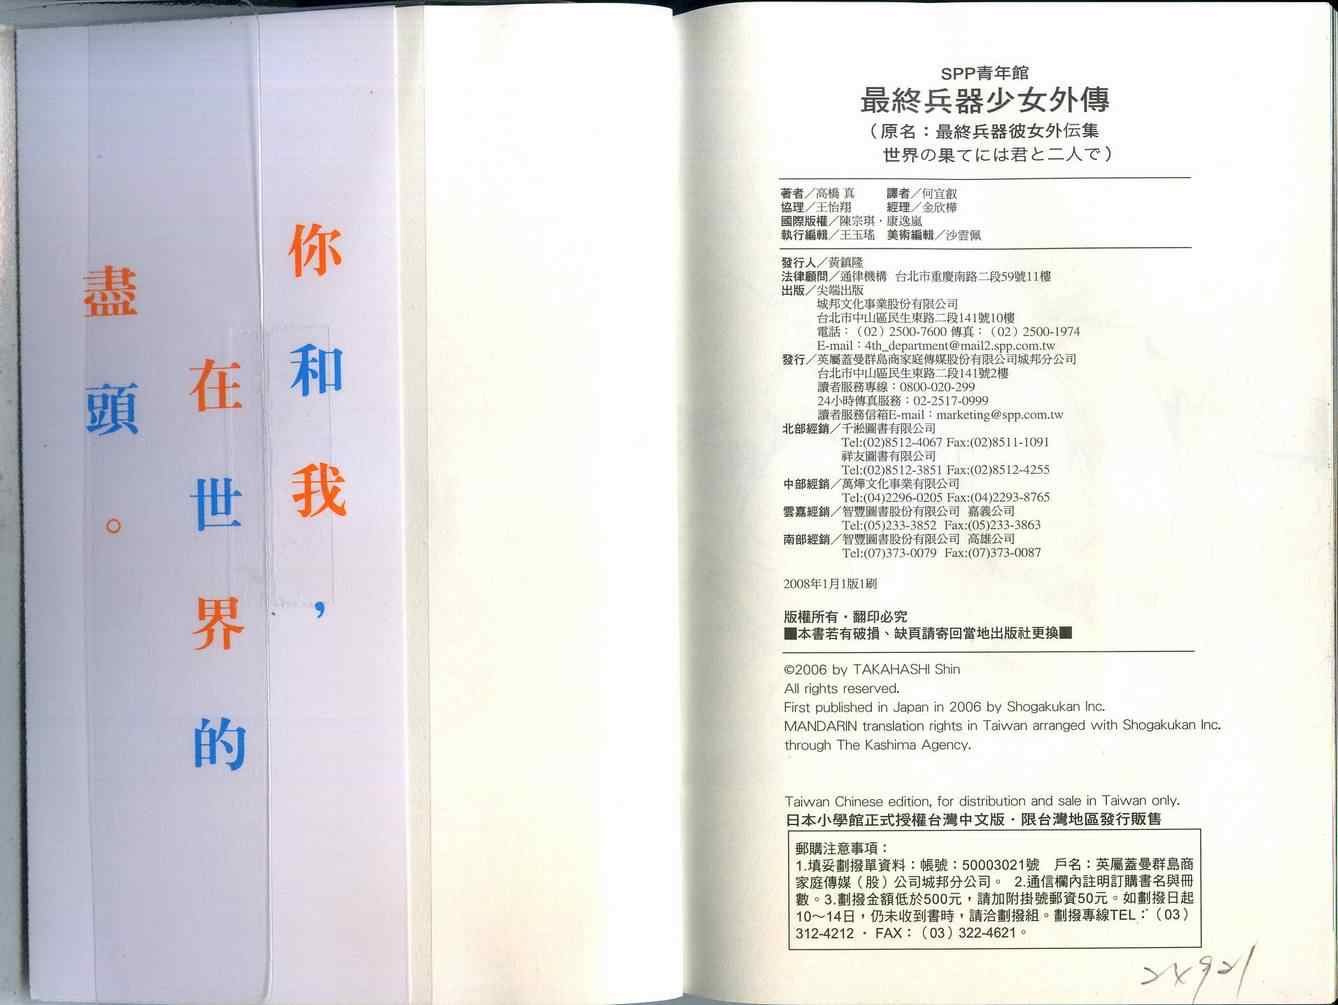 你和我，
在世界的
盡頭。
SPP青年館
最終兵器少女外傳
（原名：最終兵器彼女外伝集
世界の果てには君と二人で）
著者／高橋 真　譯者／何宜叡
協理／王怡翔　經理／金欣樺
國際版權／陳宗琪・康逸嵐
執行編輯／王玉瑤　美術編輯／沙雲佩
發行人／黃鎮隆
法律顧問／通律機構　台北市重慶南路二段59號11樓
出版／尖端出版
城邦文化事業股份有限公司
台北市中山區民生東路二段141號10樓
電話：（02）2500-7600 傳真：（02）2500-1974
E-mail：4th_department@mail2.spp.com.tw
發行／英屬蓋曼群島商家庭傳媒股份有限公司城邦分公司
台北市中山區民生東路二段141號2樓
讀者服務專線：0800-020-299
24小時傳真服務：02-2517-0999
讀者服務信箱E-mail：marketing@spp.com.tw
北部經銷／千淞圖書有限公司
Tel:(02)8512-4067 Fax:(02)8511-1091
祥友圖書有限公司
Tel:(02)8512-3851 Fax:(02)8512-4255
中部經銷／萬燁文化事業有限公司
Tel:(04)2296-0205 Fax:(04)2293-8765
雲嘉經銷／智豐圖書股份有限公司 嘉義公司
Tel:(05)233-3852 Fax:(05)233-3863
南部經銷／智豐圖書股份有限公司 高雄公司
Tel:(07)373-0079 Fax:(07)373-0087
2008年1月1版1刷
版權所有・翻印必究
■本書若有破損、缺頁請寄回當地出版社更換■
©2006 by TAKAHASHI Shin
All rights reserved.
First published in Japan in 2006 by Shogakukan Inc.
MANDARIN translation rights in Taiwan arranged with Shogakukan Inc.
through The Kashima Agency.
Taiwan Chinese edition, for distribution and sale in Taiwan only.
日本小學館正式授權台灣中文版・限台灣地區發行販售
郵購注意事項：
1.填妥劃撥單資料：帳號：50003021號　戶名：英屬蓋曼群島商
家庭傳媒（股）公司城邦分公司。 2.通信欄內註明訂購書名與冊
數。3.劃撥金額低於500元，請加附掛號郵資50元。如劃撥日起
10～14日，仍未收到書時，請洽劃撥組。劃撥專線TEL：（03）
312-4212 ・ FAX：（03）322-4621。